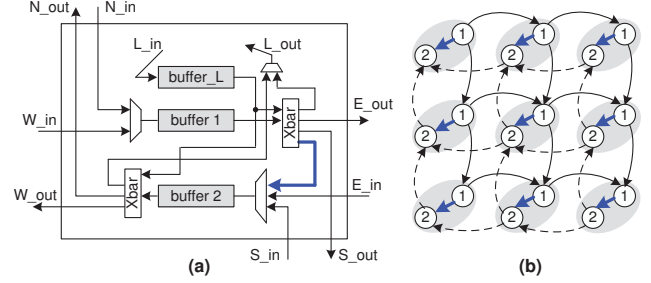 N_out N_in
L_in L_out
buffer_L
W_in buffer 1 Xbar E_out
W_out Xbar buffer 2 E_in
S_in S_out
(a)
1 1 1
2 2 2
1 1 1
2 2 2
1 1 1
2 2 2
(b)